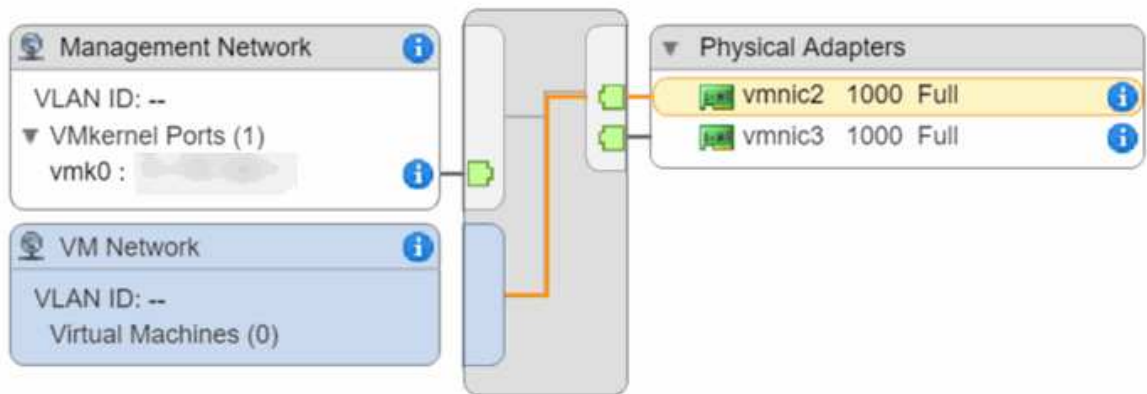 Management Network
VLAN ID: --
VMkernel Ports (1)
vmk0 :
VM Network
VLAN ID: --
Virtual Machines (0)
Physical Adapters
vmnic2 1000 Full
vmnic3 1000 Full